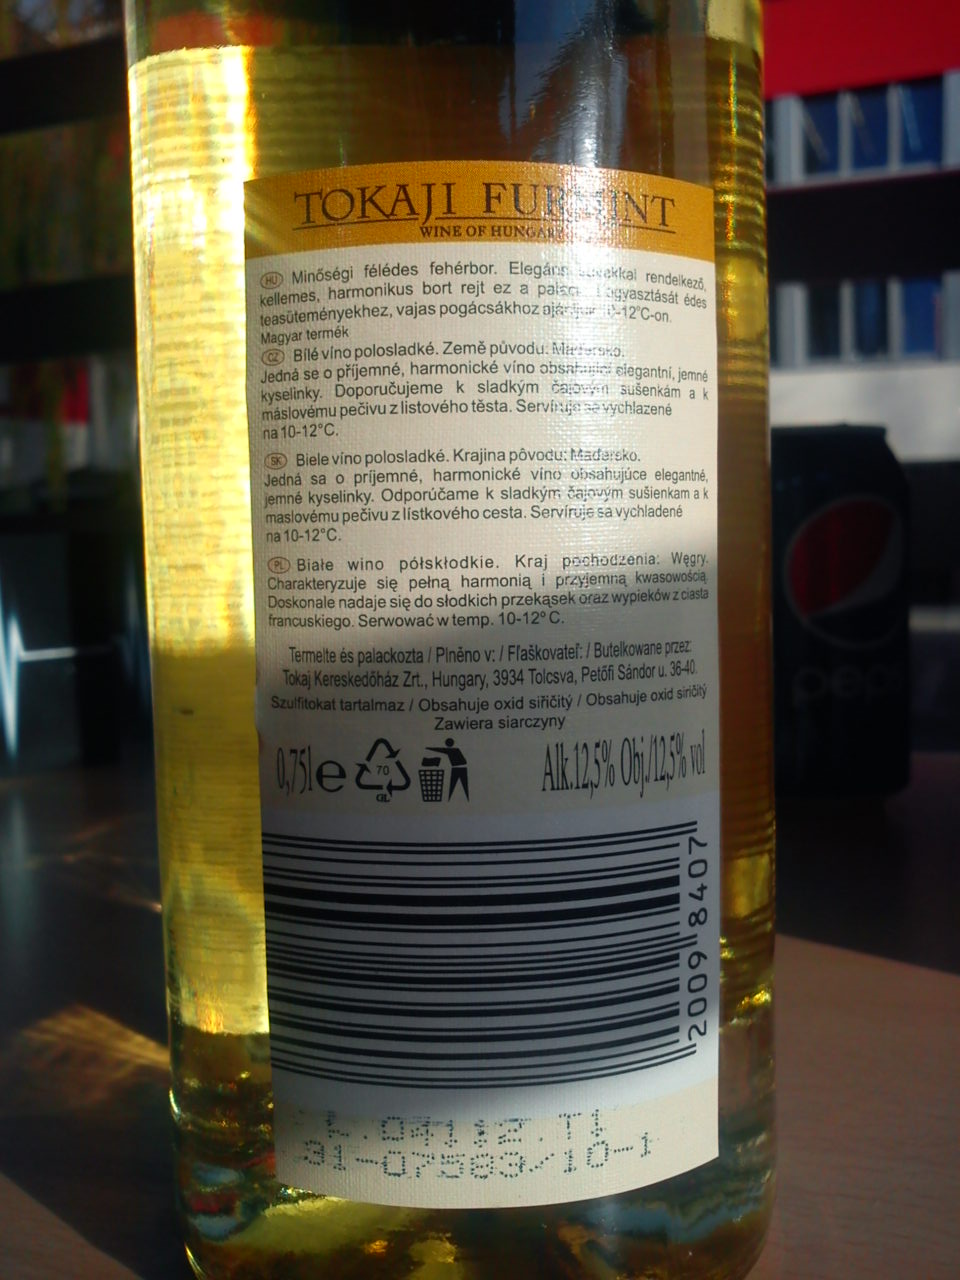 TOKAJI FURMINT
WINE OF HUNGARY
HU Minőségi félédes fehérbor. Elegáns savakkal rendelkező,
kellemes, harmonikus bort rejt ez a palack. Fogyasztását édes
teasüteményekhez, vajas pogácsákhoz ajánljuk 10-12°C-on.
Magyar termék
CZ Bílé víno polosladké. Země původu: Maďarsko.
Jedná se o příjemné, harmonické víno obsahující elegantní, jemné
kyselinky. Doporučujeme k sladkým čajovým sušenkám a k
máslovému pečivu z listového těsta. Servíruje se vychlazené
na 10-12°C.
SK Biele víno polosladké. Krajina pôvodu: Maďarsko.
Jedná sa o príjemné, harmonické víno obsahujúce elegantné,
jemné kyselinky. Odporúčame k sladkým čajovým sušienkam a k
maslovému pečivu z lístkového cesta. Servíruje sa vychladené
na 10-12°C.
PL Białe wino półskłodkie. Kraj pochodzenia: Węgry.
Charakteryzuje się pełną harmonią i przyjemną kwasowością.
Doskonale nadaje się do słodkich przekąsek oraz wypieków z ciasta
francuskiego. Serwować w temp. 10-12° C.
Termelte és palackozta / Plněno v: / Fľaškovateľ: / Butelkowane przez:
Tokaj Kereskedőház Zrt., Hungary, 3934 Tolcsva, Petőfi Sándor u. 36-40.
Szulfitokat tartalmaz / Obsahuje oxid siřičitý / Obsahuje oxid siričitý
Zawiera siarczyny
0,75l e 70 GL Alk.12,5% Obj./12,5% vol
2009 8407
31-07583/10-1
pepsi